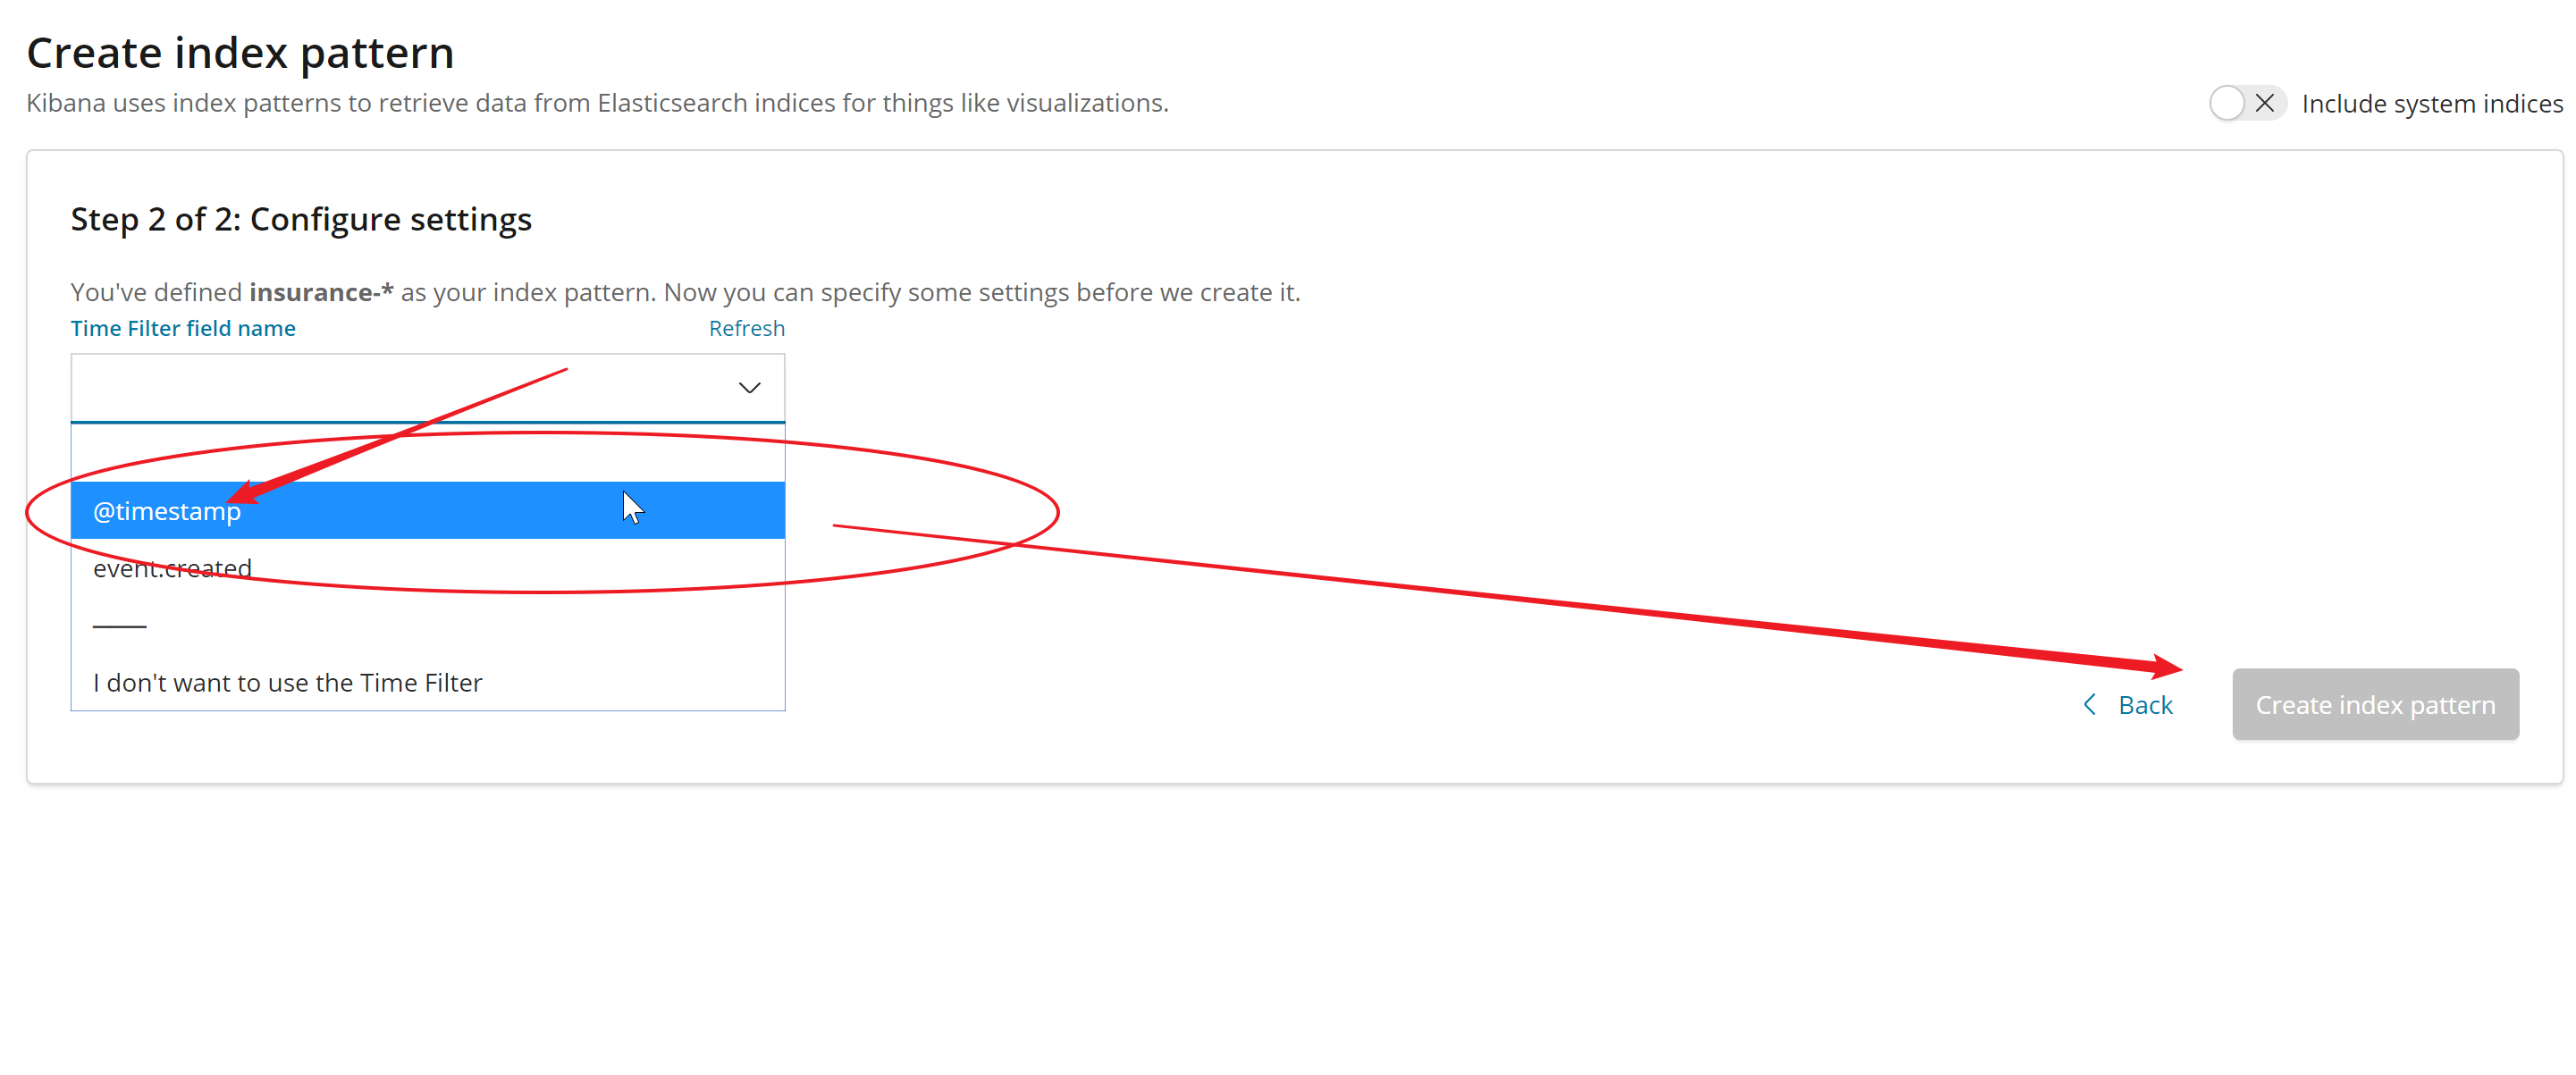 Create index pattern
Kibana uses index patterns to retrieve data from Elasticsearch indices for things like visualizations.
Include system indices
Step 2 of 2: Configure settings
You've defined insurance-* as your index pattern. Now you can specify some settings before we create it.
Time Filter field name
Refresh
@timestamp
event.created
I don't want to use the Time Filter
Back
Create index pattern